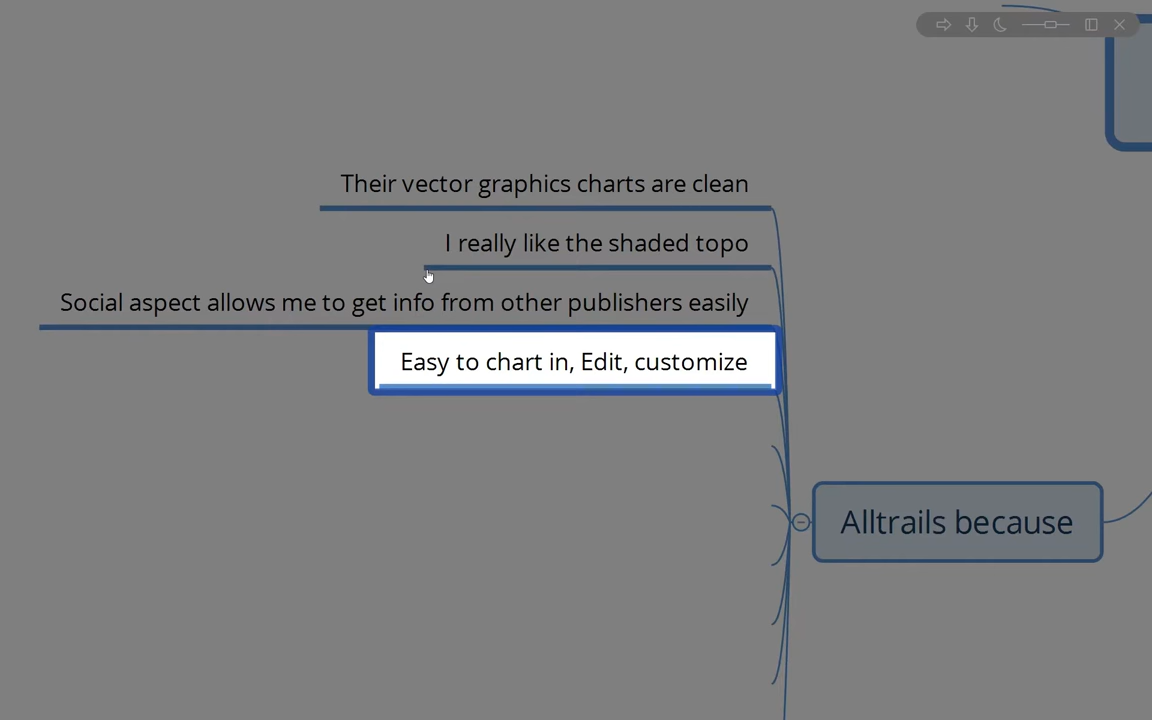 Their vector graphics charts are clean
I really like the shaded topo
Social aspect allows me to get info from other publishers easily
Easy to chart in, Edit, customize
Alltrails because